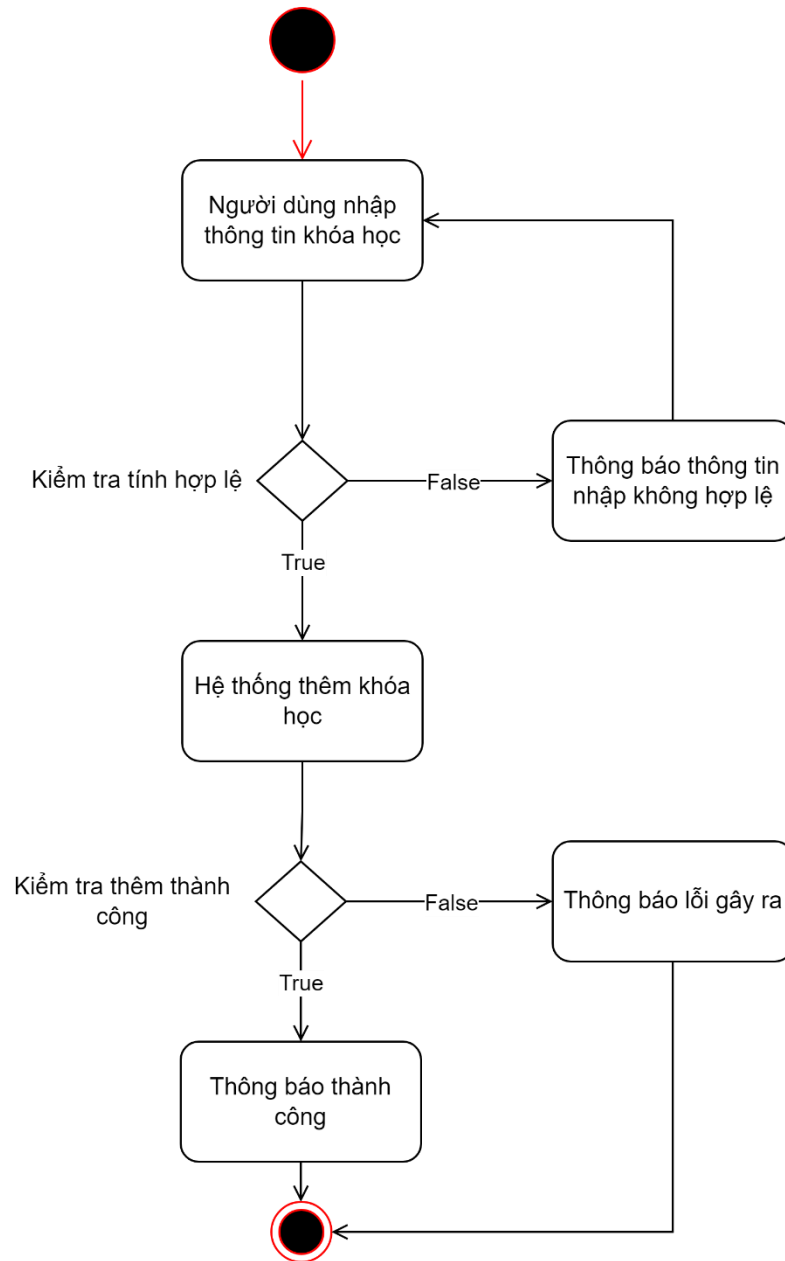 Người dùng nhập
thông tin khóa học
Kiểm tra tính hợp lệ
False
Thông báo thông tin
nhập không hợp lệ
True
Hệ thống thêm khóa
học
Kiểm tra thêm thành
công
False
Thông báo lỗi gây ra
True
Thông báo thành
công